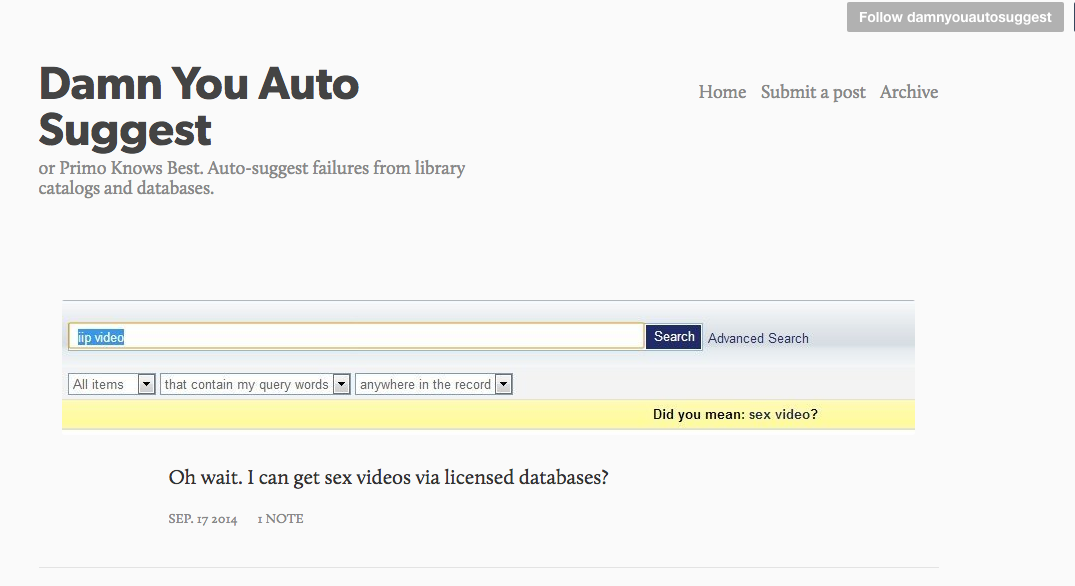 Follow damnyouautosuggest
Damn You Auto
Suggest
Home Submit a post Archive
or Primo Knows Best. Auto-suggest failures from library
catalogs and databases.
iip video Search Advanced Search
All items that contain my query words anywhere in the record
Did you mean: sex video?
Oh wait. I can get sex videos via licensed databases?
SEP. 17 2014 1 NOTE